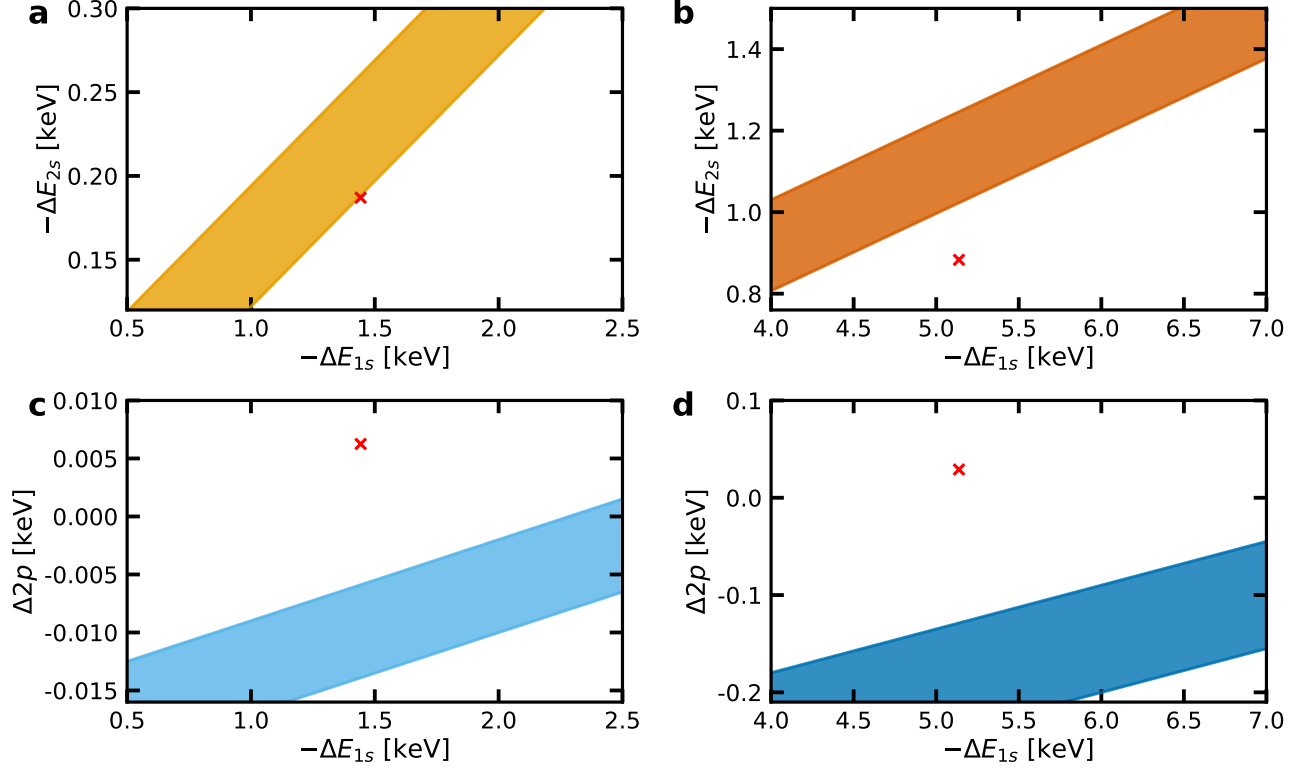 a
−ΔE1s [keV]
−ΔE2s [keV]
0.30
0.25
0.20
0.15
0.5 1.0 1.5 2.0 2.5
b
−ΔE1s [keV]
−ΔE2s [keV]
1.4
1.2
1.0
0.8
4.0 4.5 5.0 5.5 6.0 6.5 7.0
c
−ΔE1s [keV]
Δ2p [keV]
0.010
0.005
0.000
-0.005
-0.010
-0.015
0.5 1.0 1.5 2.0 2.5
d
−ΔE1s [keV]
Δ2p [keV]
0.1
0.0
-0.1
-0.2
4.0 4.5 5.0 5.5 6.0 6.5 7.0